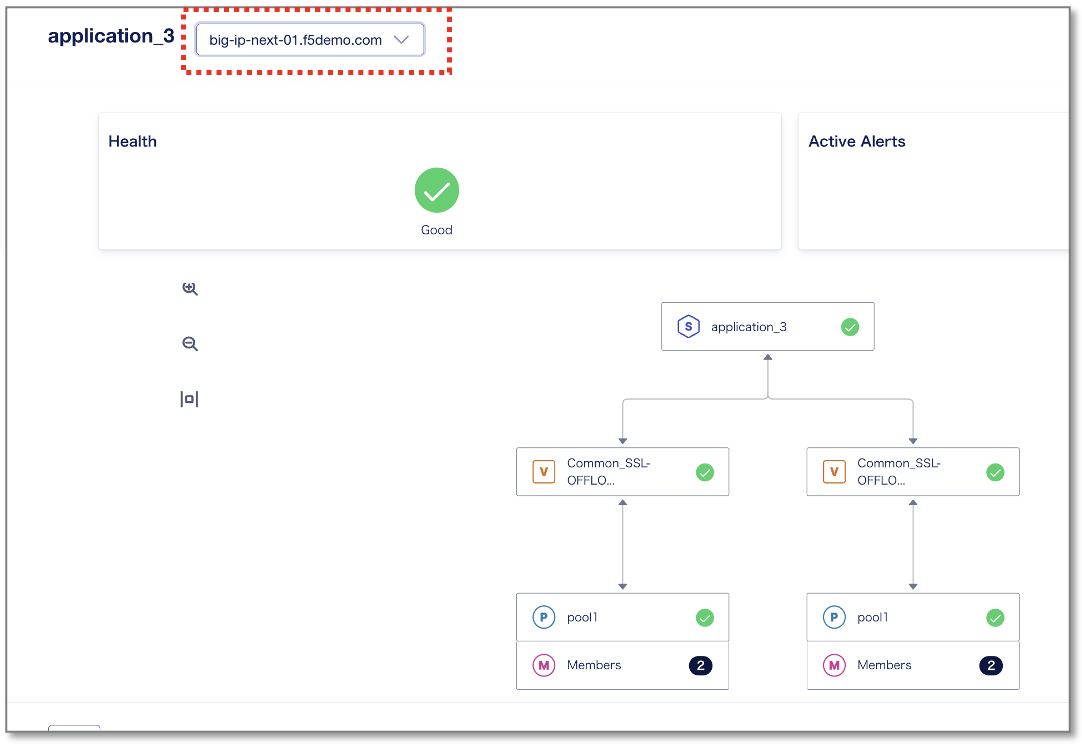 application_3
big-ip-next-01.f5demo.com
Health
Active Alerts
Good
S application_3
V Common_SSL-
OFFLO...
V Common_SSL-
OFFLO...
P pool1
P pool1
M Members 2
M Members 2